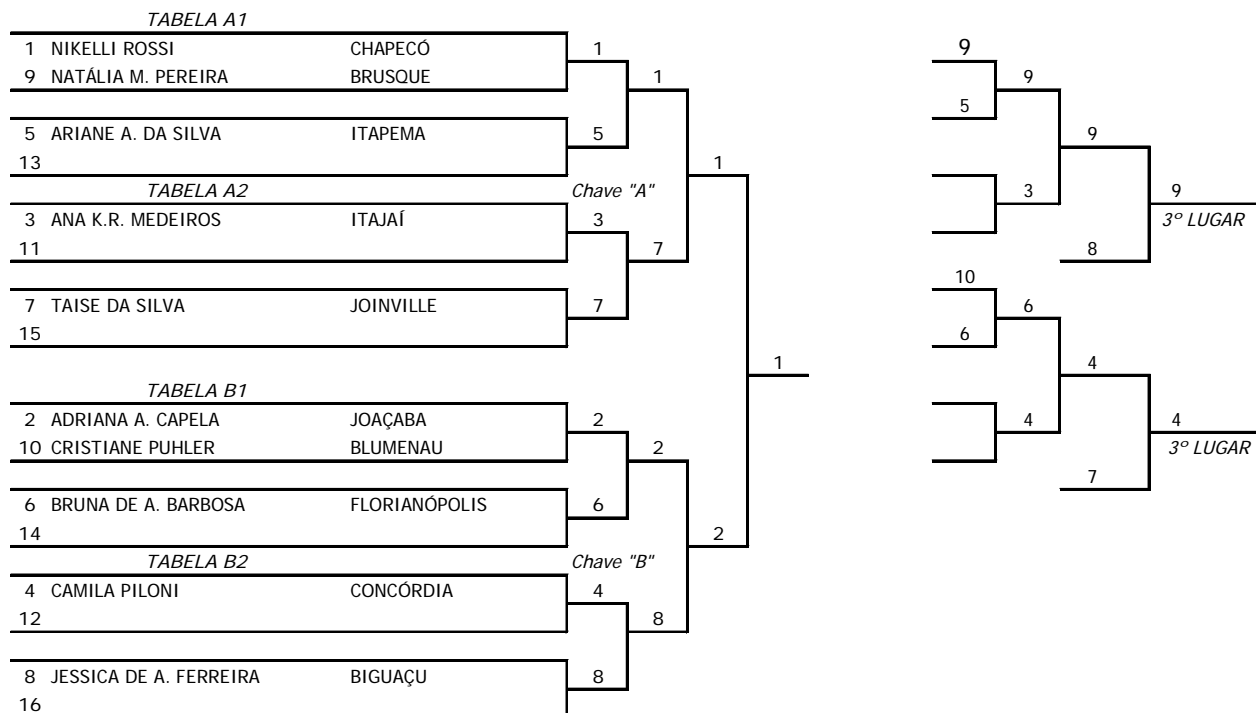 TABELA A1
1 NIKELLI ROSSI CHAPECÓ 1 9
9 NATÁLIA M. PEREIRA BRUSQUE 1 9
5
5 ARIANE A. DA SILVA ITAPEMA 5 9
13 1
TABELA A2 Chave "A" 3 9
3 ANA K.R. MEDEIROS ITAJAÍ 3 3º LUGAR
11 7 8
10
7 TAISE DA SILVA JOINVILLE 7 6
15 6
1 4
TABELA B1
2 ADRIANA A. CAPELA JOAÇABA 2 4 4
10 CRISTIANE PUHLER BLUMENAU 2 3º LUGAR
7
6 BRUNA DE A. BARBOSA FLORIANÓPOLIS 6
14 2
TABELA B2 Chave "B"
4 CAMILA PILONI CONCÓRDIA 4
12 8
8 JESSICA DE A. FERREIRA BIGUAÇU 8
16